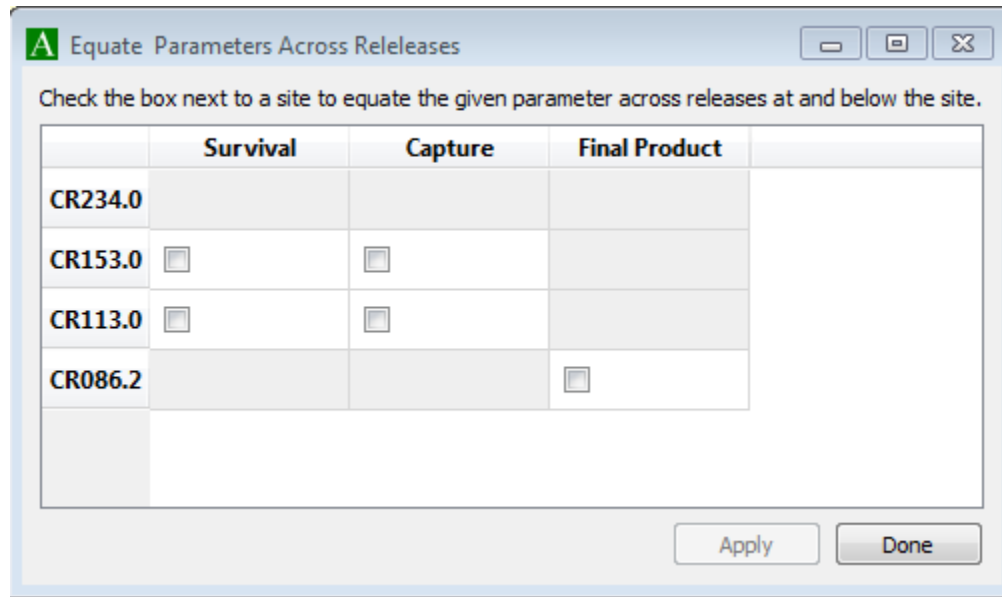 A Equate Parameters Across Releleases
Check the box next to a site to equate the given parameter across releases at and below the site.
Survival Capture Final Product
CR234.0
CR153.0
CR113.0
CR086.2
Apply Done